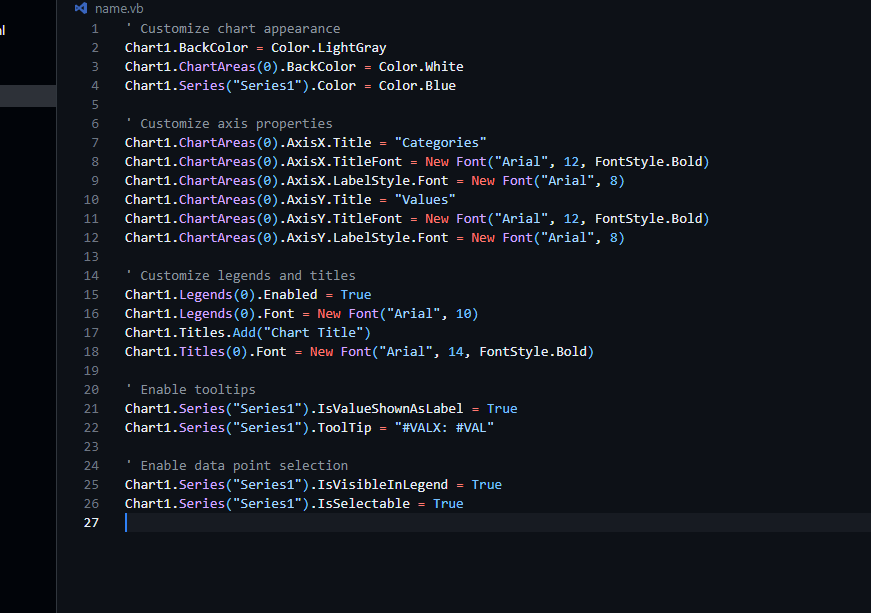 l
name.vb
1 ' Customize chart appearance
2 Chart1.BackColor = Color.LightGray
3 Chart1.ChartAreas(0).BackColor = Color.White
4 Chart1.Series("Series1").Color = Color.Blue
5
6 ' Customize axis properties
7 Chart1.ChartAreas(0).AxisX.Title = "Categories"
8 Chart1.ChartAreas(0).AxisX.TitleFont = New Font("Arial", 12, FontStyle.Bold)
9 Chart1.ChartAreas(0).AxisX.LabelStyle.Font = New Font("Arial", 8)
10 Chart1.ChartAreas(0).AxisY.Title = "Values"
11 Chart1.ChartAreas(0).AxisY.TitleFont = New Font("Arial", 12, FontStyle.Bold)
12 Chart1.ChartAreas(0).AxisY.LabelStyle.Font = New Font("Arial", 8)
13
14 ' Customize legends and titles
15 Chart1.Legends(0).Enabled = True
16 Chart1.Legends(0).Font = New Font("Arial", 10)
17 Chart1.Titles.Add("Chart Title")
18 Chart1.Titles(0).Font = New Font("Arial", 14, FontStyle.Bold)
19
20 ' Enable tooltips
21 Chart1.Series("Series1").IsValueShownAsLabel = True
22 Chart1.Series("Series1").ToolTip = "#VALX: #VAL"
23
24 ' Enable data point selection
25 Chart1.Series("Series1").IsVisibleInLegend = True
26 Chart1.Series("Series1").IsSelectable = True
27